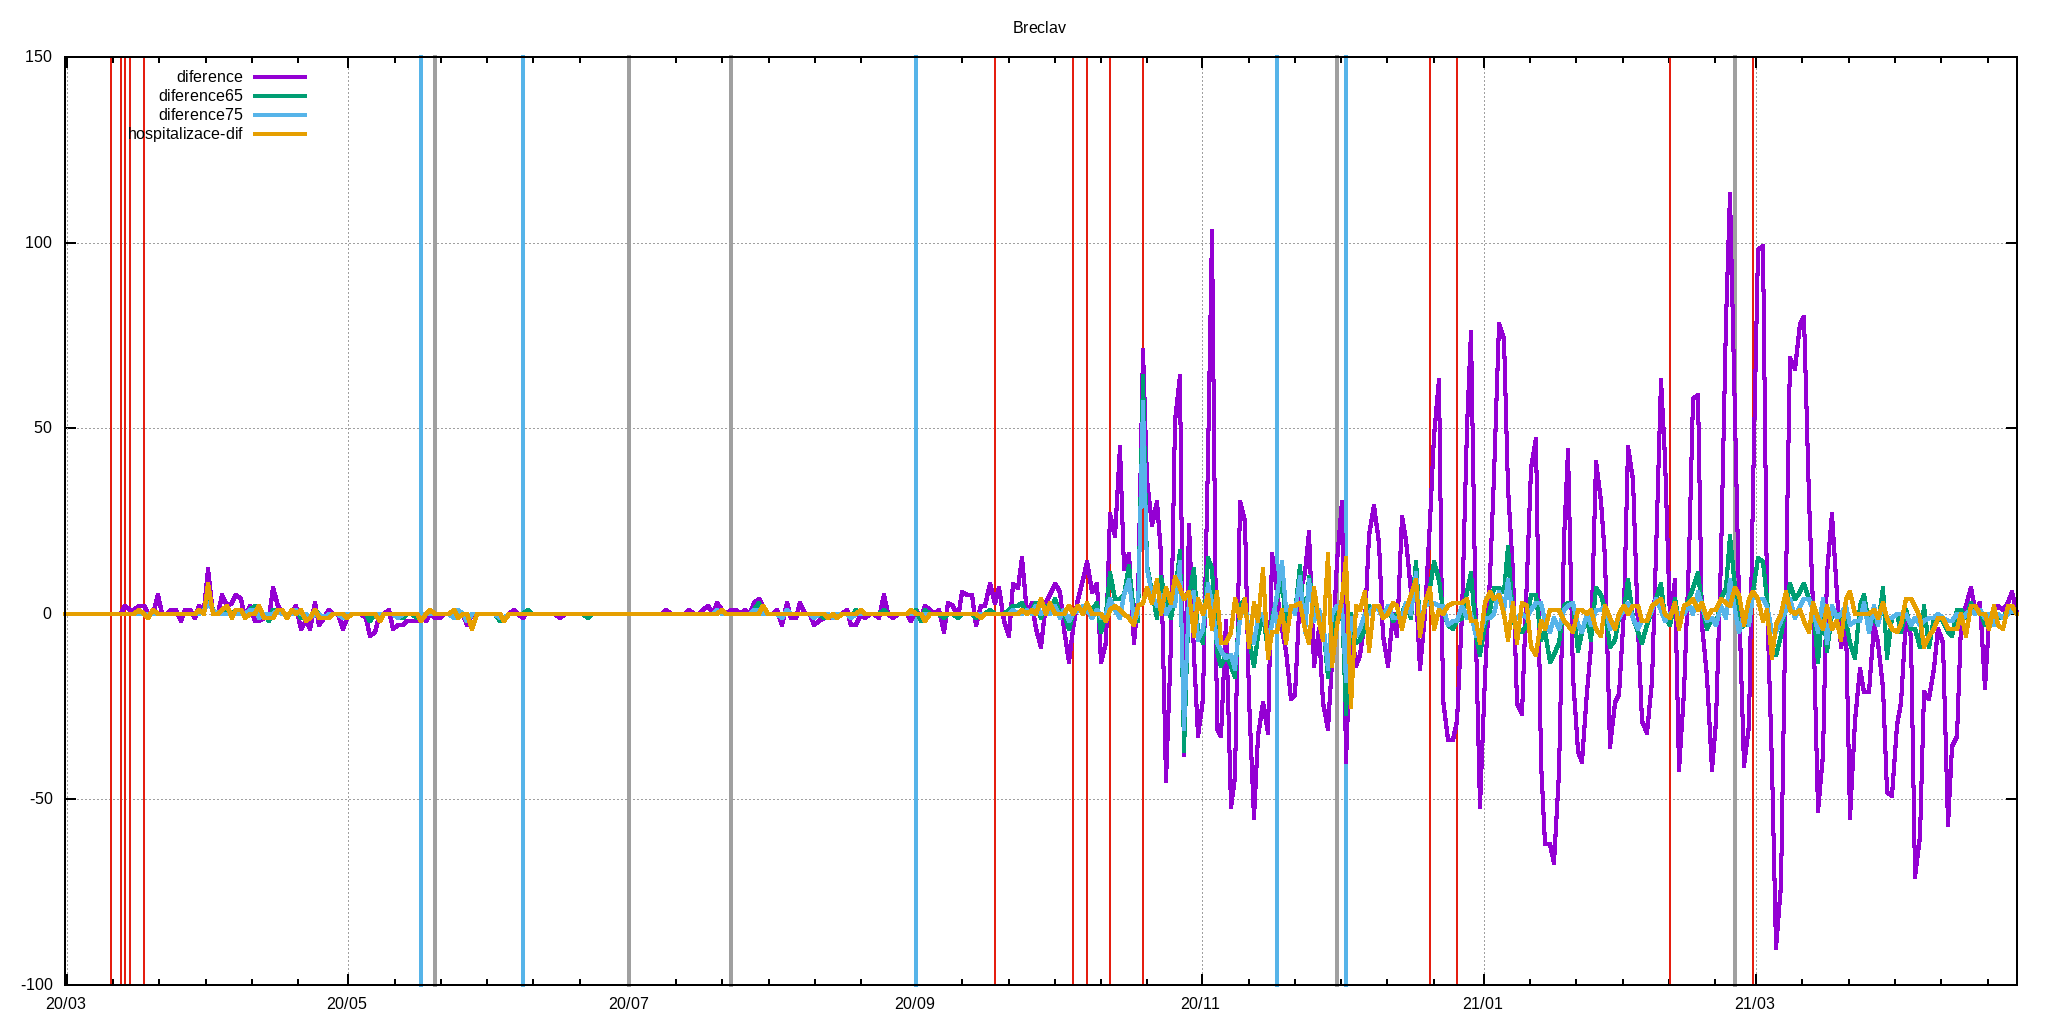 Breclav
150
100
50
0
-50
-100
diference
diference65
diference75
hospitalizace-dif
20/03 20/05 20/07 20/09 20/11 21/01 21/03